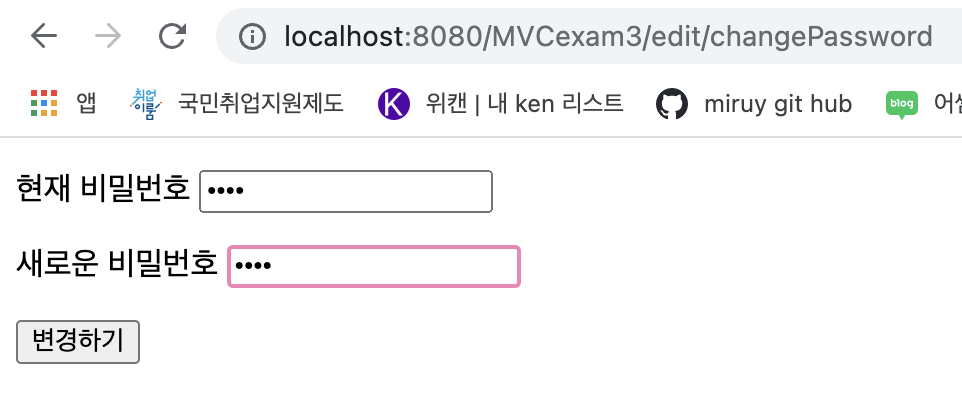 localhost:8080/MVCexam3/edit/changePassword
앱 취업이룸 국민취업지원제도 K 위캔 | 내 ken 리스트 miruy git hub blog 어
현재 비밀번호 ••••
새로운 비밀번호 ••••
변경하기